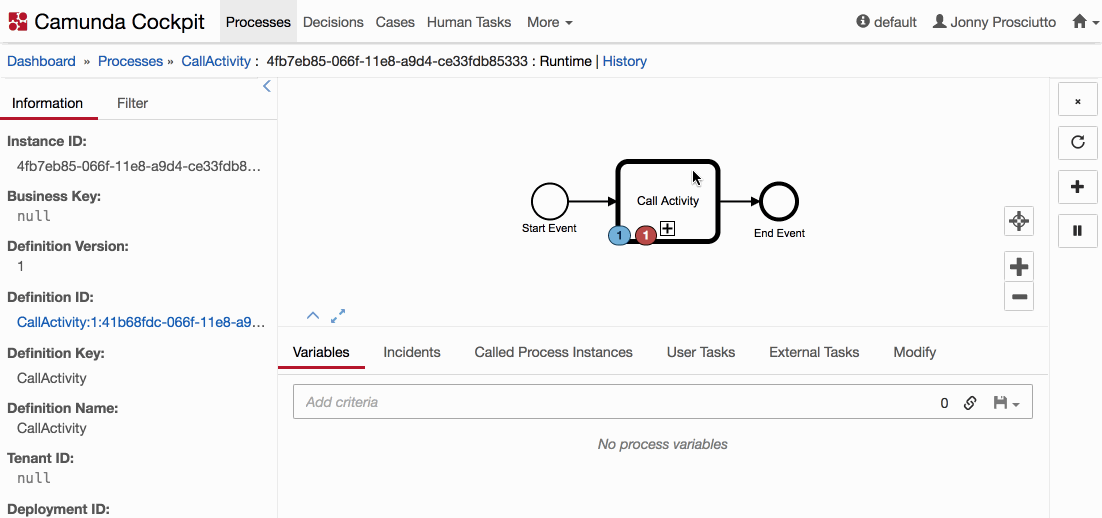 Camunda Cockpit Processes Decisions Cases Human Tasks More default Jonny Prosciutto
Dashboard » Processes » CallActivity : 4fb7eb85-066f-11e8-a9d4-ce33fdb85333 : Runtime | History
Information Filter
Instance ID:
4fb7eb85-066f-11e8-a9d4-ce33fdb8...
Business Key:
null
Definition Version:
1
Definition ID:
CallActivity:1:41b68fdc-066f-11e8-a9...
Definition Key:
CallActivity
Definition Name:
CallActivity
Tenant ID:
null
Deployment ID:
Start Event
Call Activity
1 1
End Event
Variables Incidents Called Process Instances User Tasks External Tasks Modify
Add criteria 0
No process variables